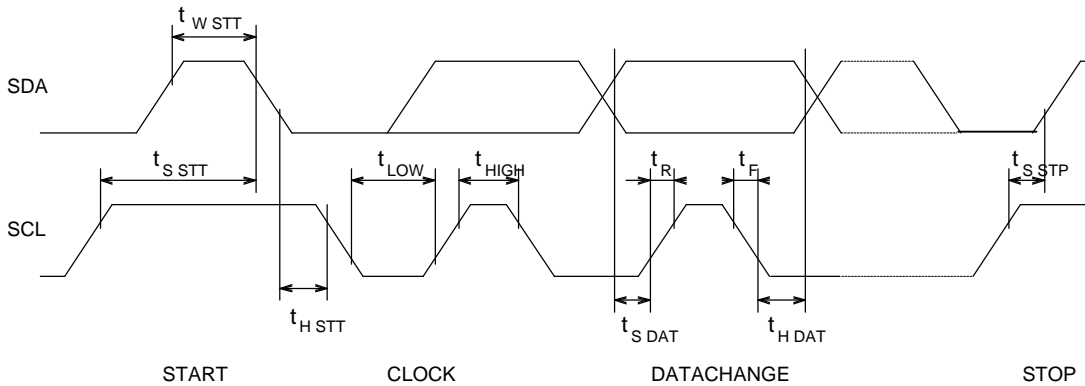 t W STT
SDA
t S STT
t LOW
t HIGH
t R
t F
t S STP
SCL
t H STT
t S DAT
t H DAT
START CLOCK DATACHANGE STOP